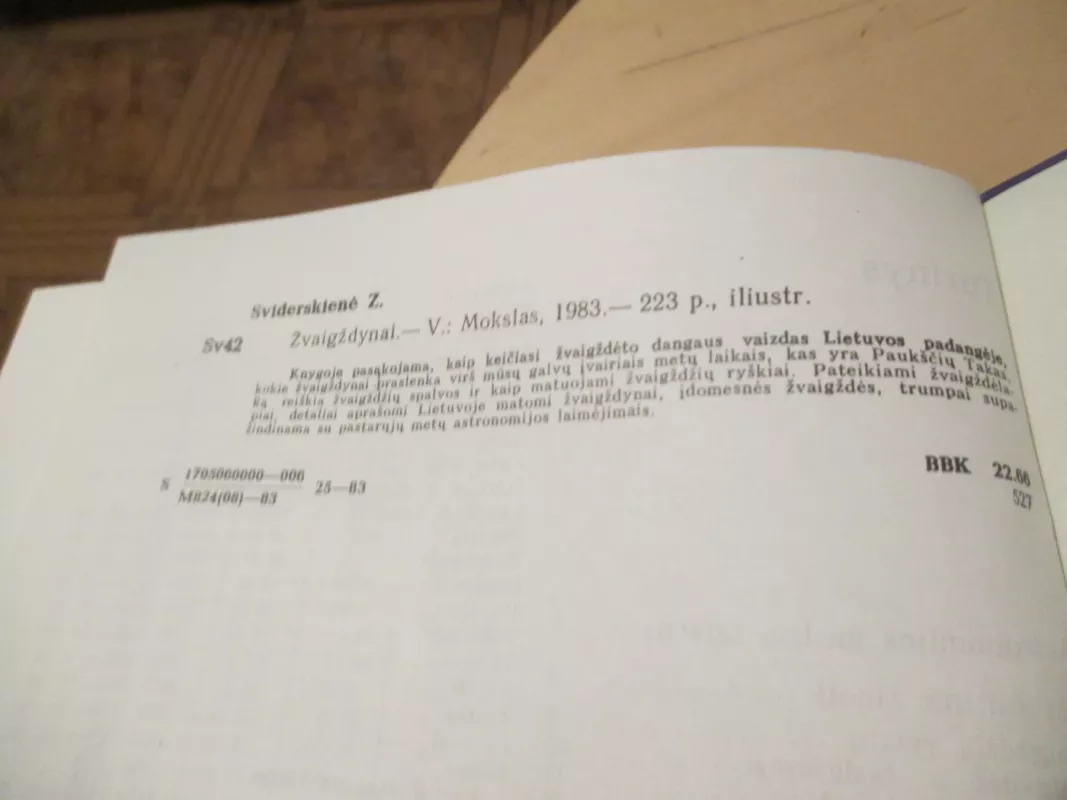 Sviderskienė Z.
Sv42 Žvaigždynai.— V.: Mokslas, 1983.— 223 p., iliustr.
Knygoje pasakojama, kaip keičiasi žvaigždėto dangaus vaizdas Lietuvos padangėje,
kokie žvaigždynai praslenka virš mūsų galvų įvairiais metų laikais, kas yra Paukščių Takas,
ką reiškia žvaigždžių spalvos ir kaip matuojami žvaigždžių ryškiai. Pateikiami žvaigždėla-
piai, detaliai aprašomi Lietuvoje matomi žvaigždynai, įdomesnės žvaigždės, trumpai supa-
žindinama su pastarųjų metų astronomijos laimėjimais.
S 1705060000—006
M824(08)—83 25—83
BBK 22.66
527